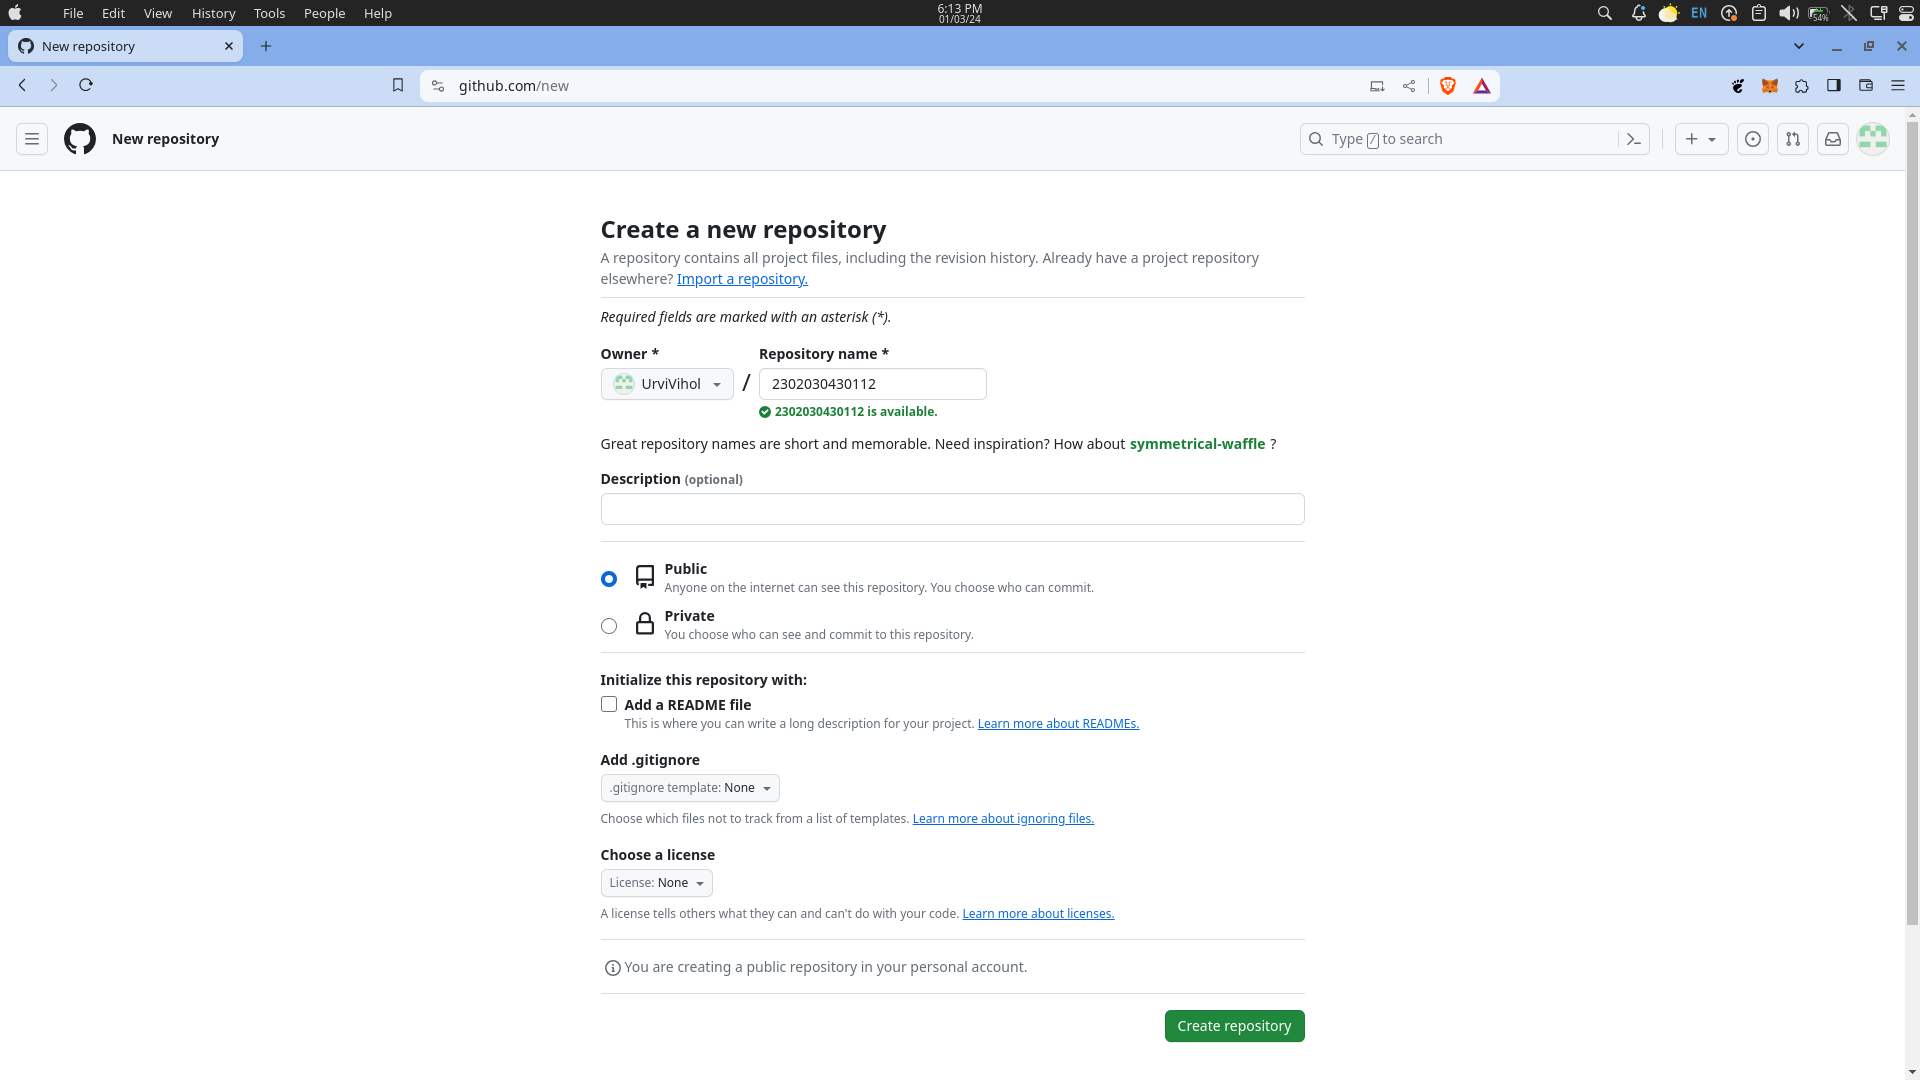 File Edit View History Tools People Help
6:13 PM
01/03/24
EN
54%
New repository
github.com/new
New repository
Type / to search
Create a new repository
A repository contains all project files, including the revision history. Already have a project repository
elsewhere? Import a repository.
Required fields are marked with an asterisk (*).
Owner * Repository name *
UrviVihol / 2302030430112
2302030430112 is available.
Great repository names are short and memorable. Need inspiration? How about symmetrical-waffle ?
Description (optional)
Public
Anyone on the internet can see this repository. You choose who can commit.
Private
You choose who can see and commit to this repository.
Initialize this repository with:
Add a README file
This is where you can write a long description for your project. Learn more about READMEs.
Add .gitignore
.gitignore template: None
Choose which files not to track from a list of templates. Learn more about ignoring files.
Choose a license
License: None
A license tells others what they can and can't do with your code. Learn more about licenses.
You are creating a public repository in your personal account.
Create repository